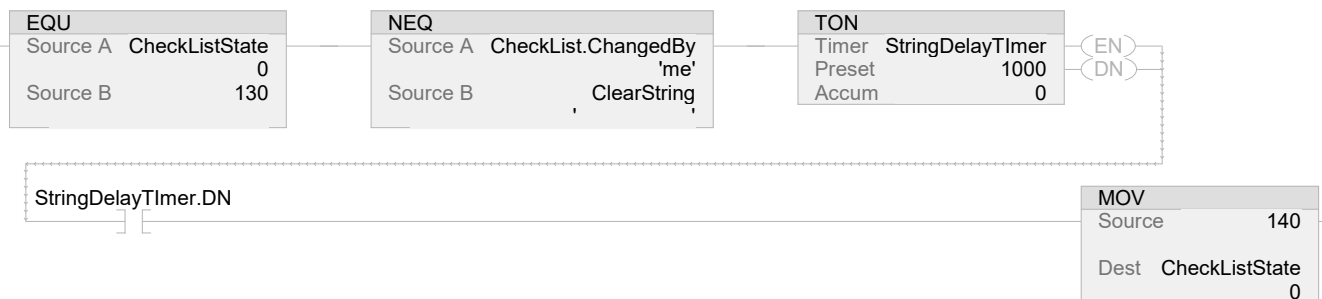 EQU
Source A CheckListState
0
Source B 130
NEQ
Source A CheckList.ChangedBy
'me'
Source B ClearString
' '
TON
Timer StringDelayTImer
Preset 1000
Accum 0
EN
DN
StringDelayTImer.DN
MOV
Source 140
Dest CheckListState
0